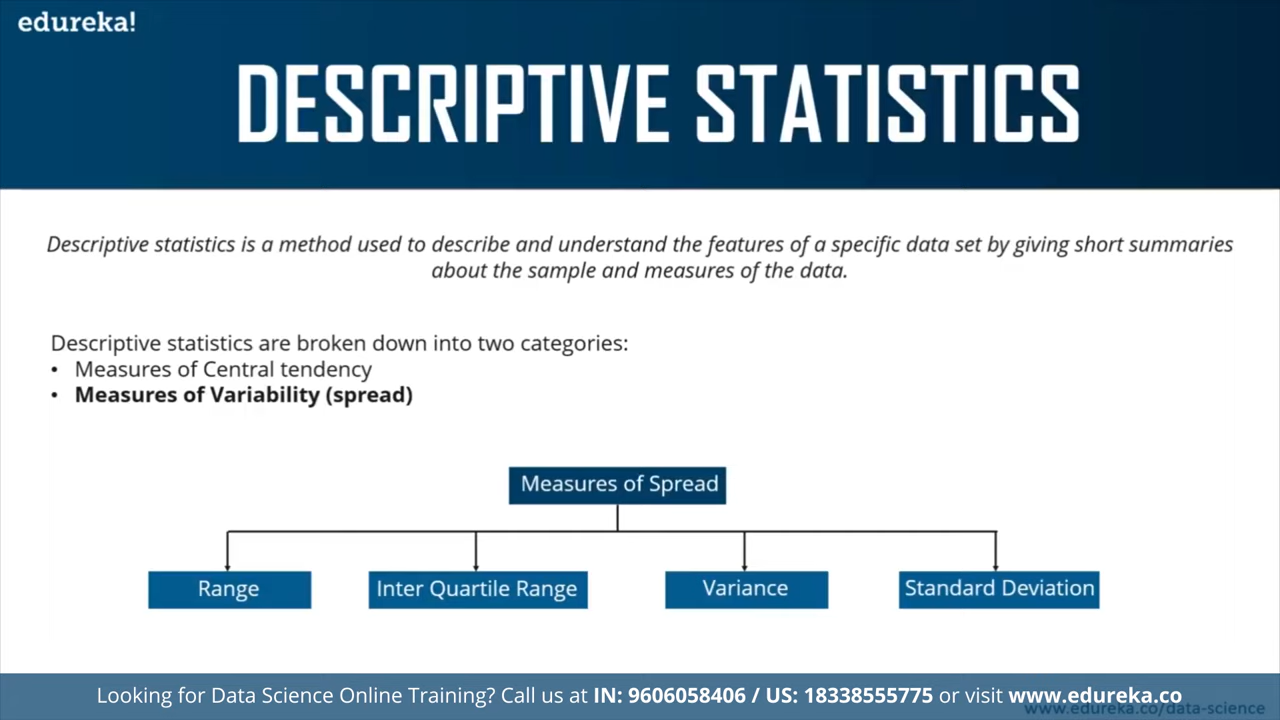 edureka!
DESCRIPTIVE STATISTICS
Descriptive statistics is a method used to describe and understand the features of a specific data set by giving short summaries
about the sample and measures of the data.
Descriptive statistics are broken down into two categories:
• Measures of Central tendency
• Measures of Variability (spread)
Measures of Spread
Range
Inter Quartile Range
Variance
Standard Deviation
Looking for Data Science Online Training? Call us at IN: 9606058406 / US: 18338555775 or visit www.edureka.co
www.edureka.co/data-science